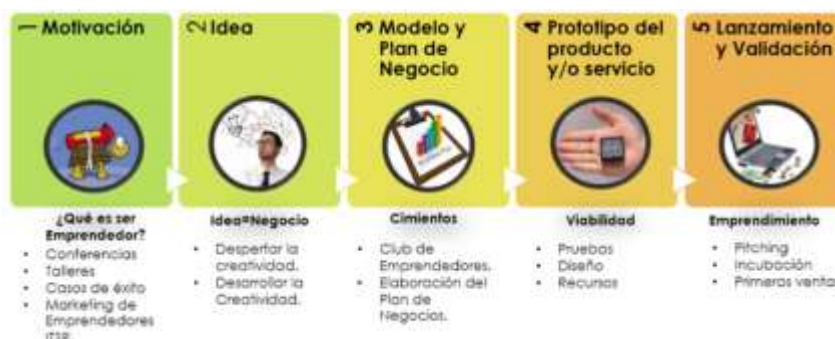 1 Motivación
2 Idea
3 Modelo y
Plan de
Negocio
4 Prototipo del
producto
y/o servicio
5 Lanzamiento
y Validación
¿Qué es ser
Emprendedor?
• Conferencias
• Talleres
• Casos de éxito
• Marketing de
Emprendedores
Idea=Negocio
• Despertar la
creatividad.
• Desarrollar la
Creatividad.
Cimientos
• Club de
Emprendedores.
• Elaboración del
Plan de
Negocios.
Viabilidad
• Pruebas
• Diseño
• Recursos
Emprendimiento
• Pitching
• Incubación
• Primeras venta